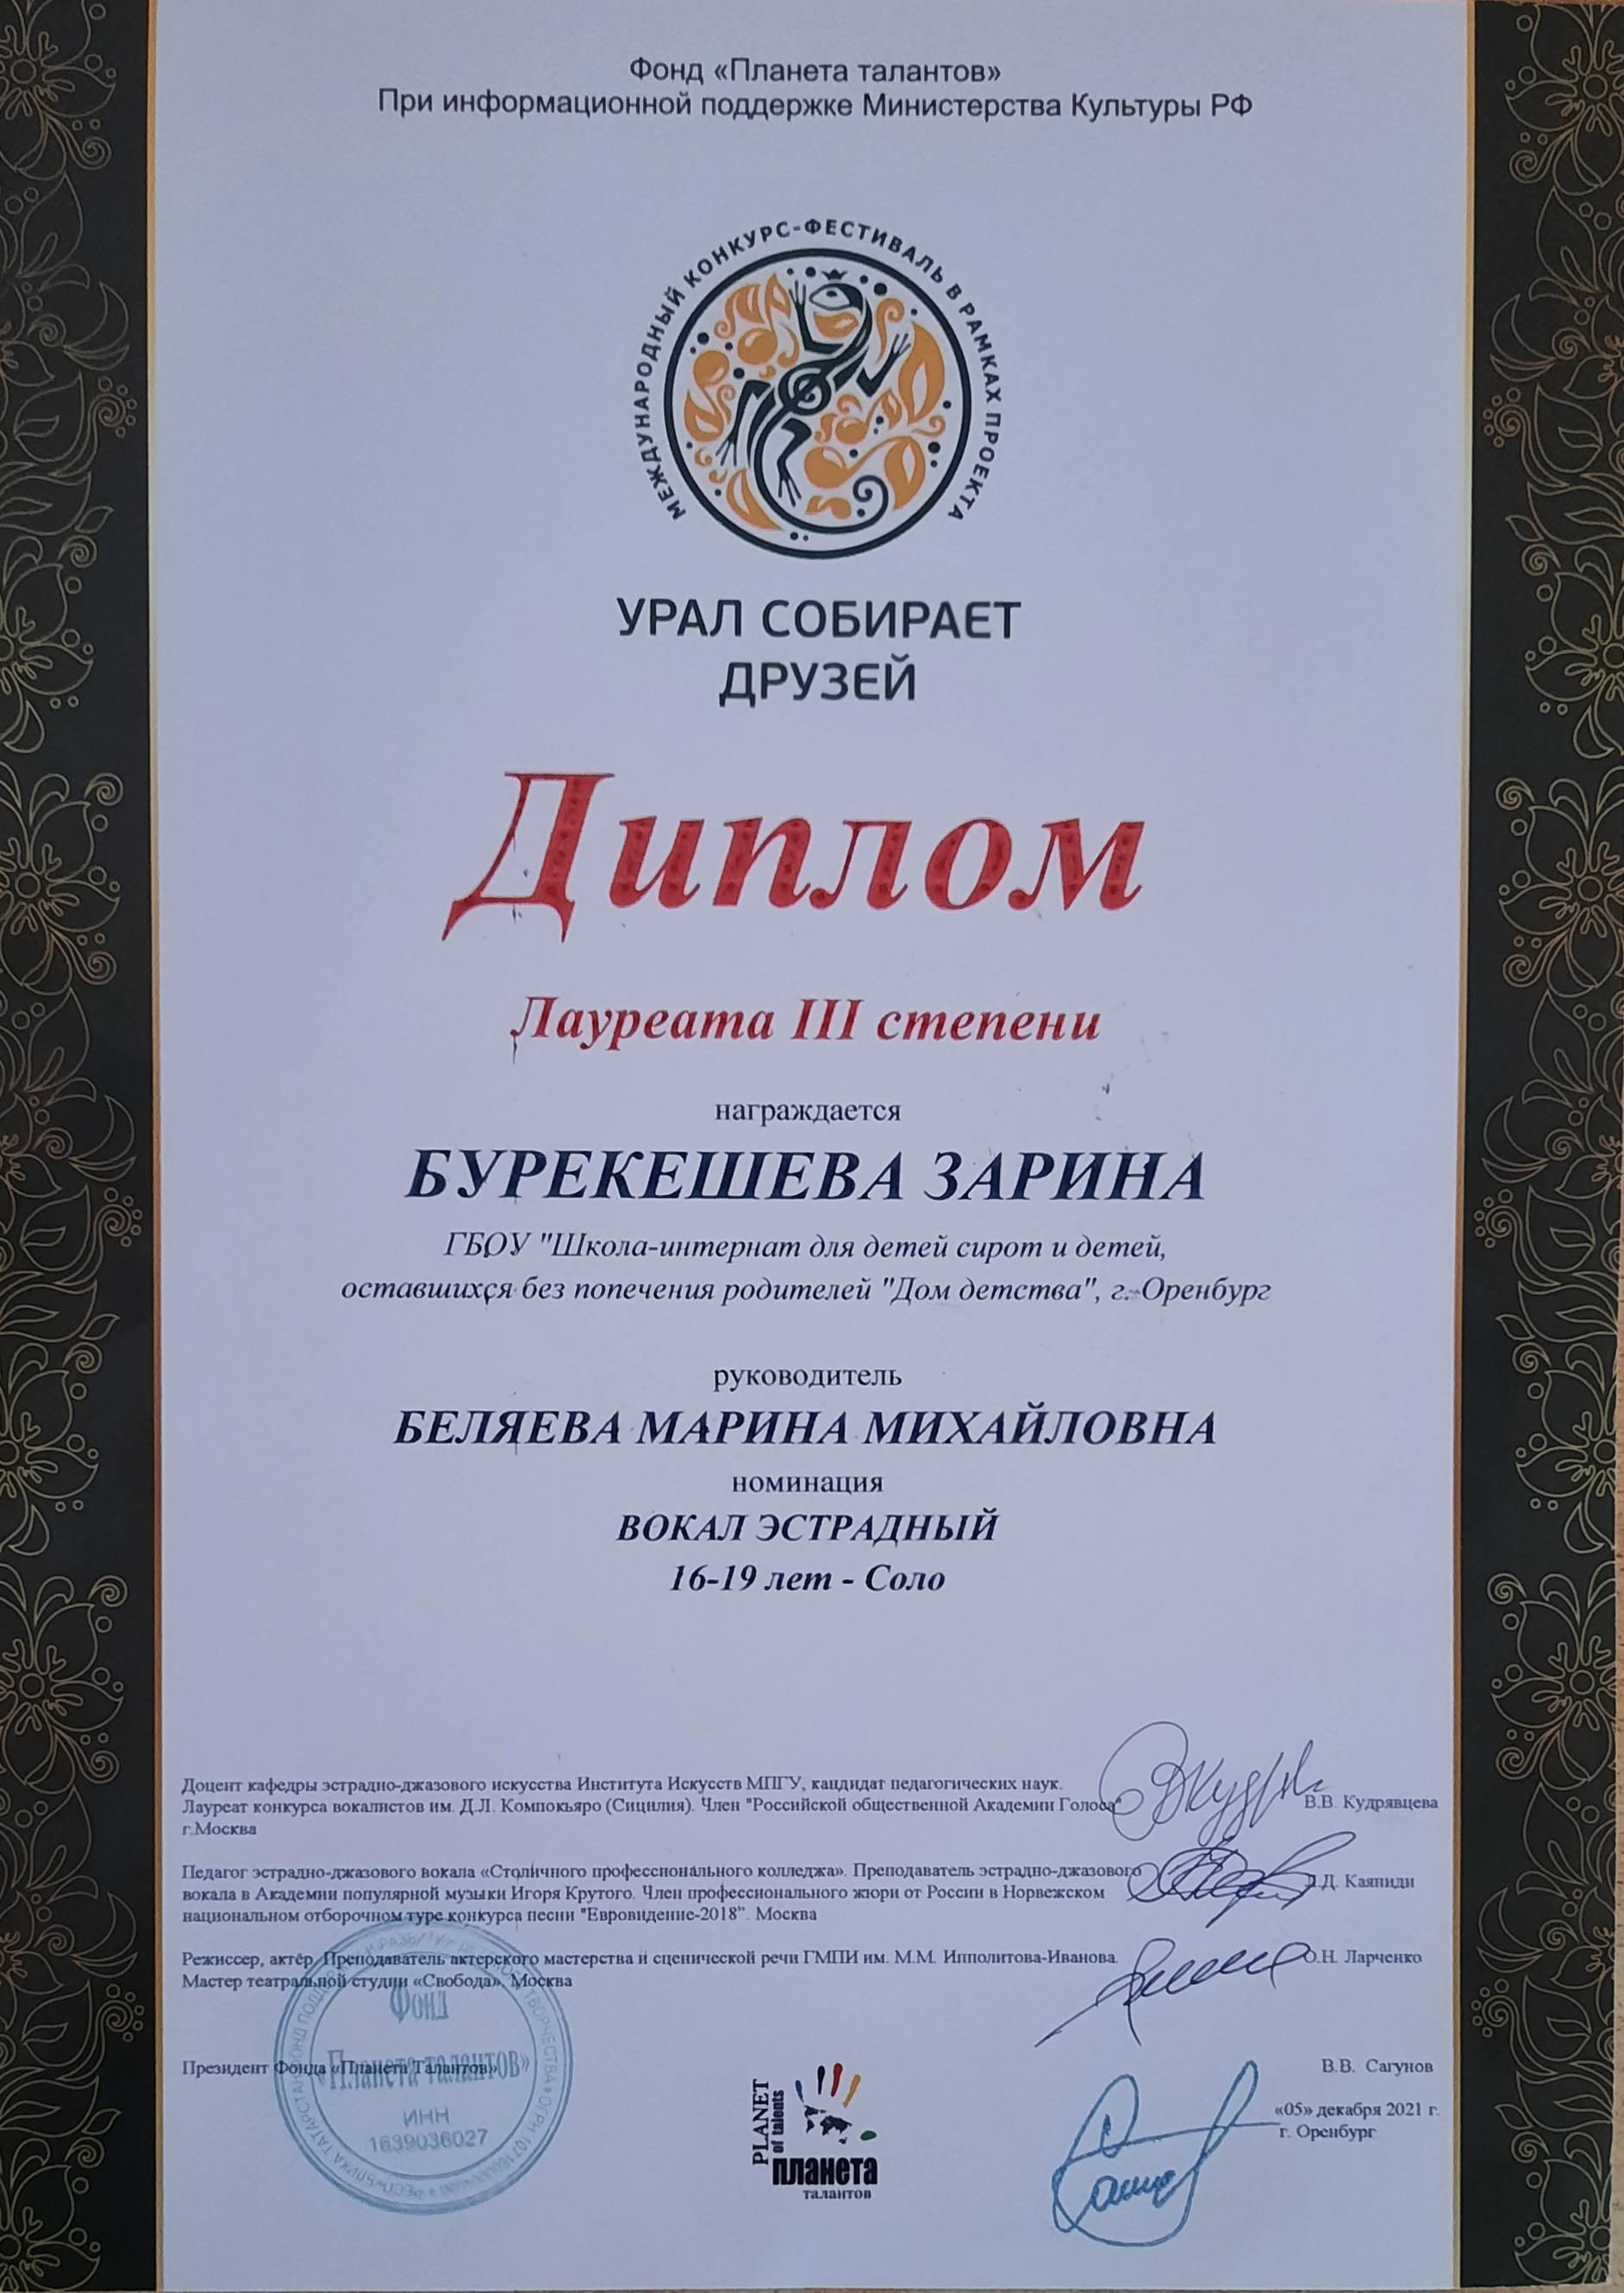 Фонд «Планета талантов»
При информационной поддержке Министерства Культуры РФ
МЕЖДУНАРОДНЫЙ КОНКУРС-ФЕСТИВАЛЬ В РАМКАХ ПРОЕКТА
УРАЛ СОБИРАЕТ
ДРУЗЕЙ
Диплом
Лауреата III степени
награждается
БУРЕКЕШЕВА ЗАРИНА
ГБОУ "Школа-интернат для детей сирот и детей,
оставшихся без попечения родителей "Дом детства", г. Оренбург
руководитель
БЕЛЯЕВА МАРИНА МИХАЙЛОВНА
номинация
ВОКАЛ ЭСТРАДНЫЙ
16-19 лет - Соло
Доцент кафедры эстрадно-джазового искусства Института Искусств МПГУ, кандидат педагогических наук.
Лауреат конкурса вокалистов им. Д.Л. Компокьяро (Сицилия). Член "Российской общественной Академии Голоса"
г.Москва
В.В. Кудрявцева
Педагог эстрадно-джазового вокала «Столичного профессионального колледжа». Преподаватель эстрадно-джазового
вокала в Академии популярной музыки Игоря Крутого. Член профессионального жюри от России в Норвежском
национальном отборочном туре конкурса песни "Евровидение-2018". Москва
Д. Каяниди
Режиссер, актёр. Преподаватель актерского мастерства и сценической речи ГМПИ им. М.М. Ипполитова-Иванова.
Мастер театральной студии «Свобода». Москва
О.Н. Ларченко
Президент Фонда «Планета Талантов»
В.В. Сагунов
«05» декабря 2021 г.
г. Оренбург
Фонд
«Планета талантов»
ИНН
1639036027
PLANET
of talents
планета
талантов